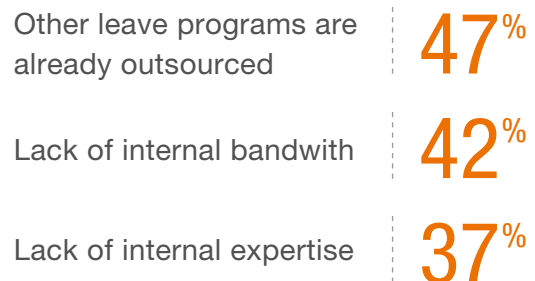 Other leave programs are
already outsourced
47%
Lack of internal bandwith
42%
Lack of internal expertise
37%